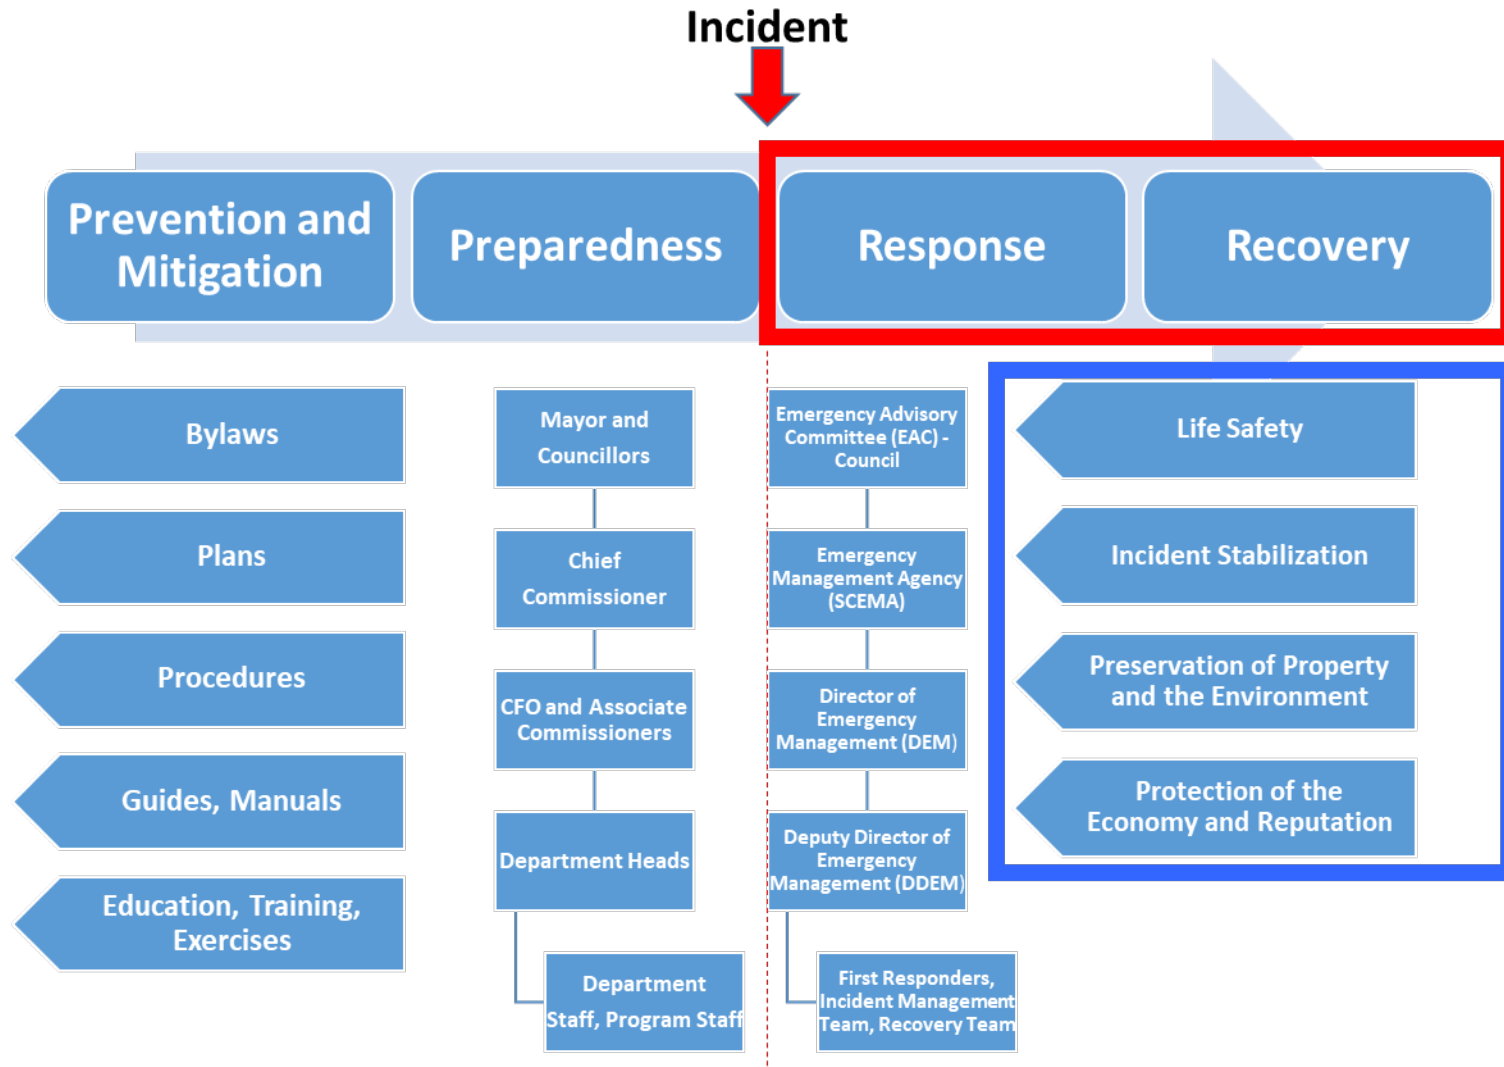 Incident
Prevention and
Mitigation
Preparedness
Response
Recovery
Bylaws
Plans
Procedures
Guides, Manuals
Education, Training,
Exercises
Mayor and
Councillors
Chief
Commissioner
CFO and Associate
Commissioners
Department Heads
Department
Staff, Program Staff
Emergency Advisory
Committee (EAC) -
Council
Emergency
Management Agency
(SCEMA)
Director of
Emergency
Management (DEM)
Deputy Director of
Emergency
Management (DDEM)
First Responders,
Incident Management
Team, Recovery Team
Life Safety
Incident Stabilization
Preservation of Property
and the Environment
Protection of the
Economy and Reputation